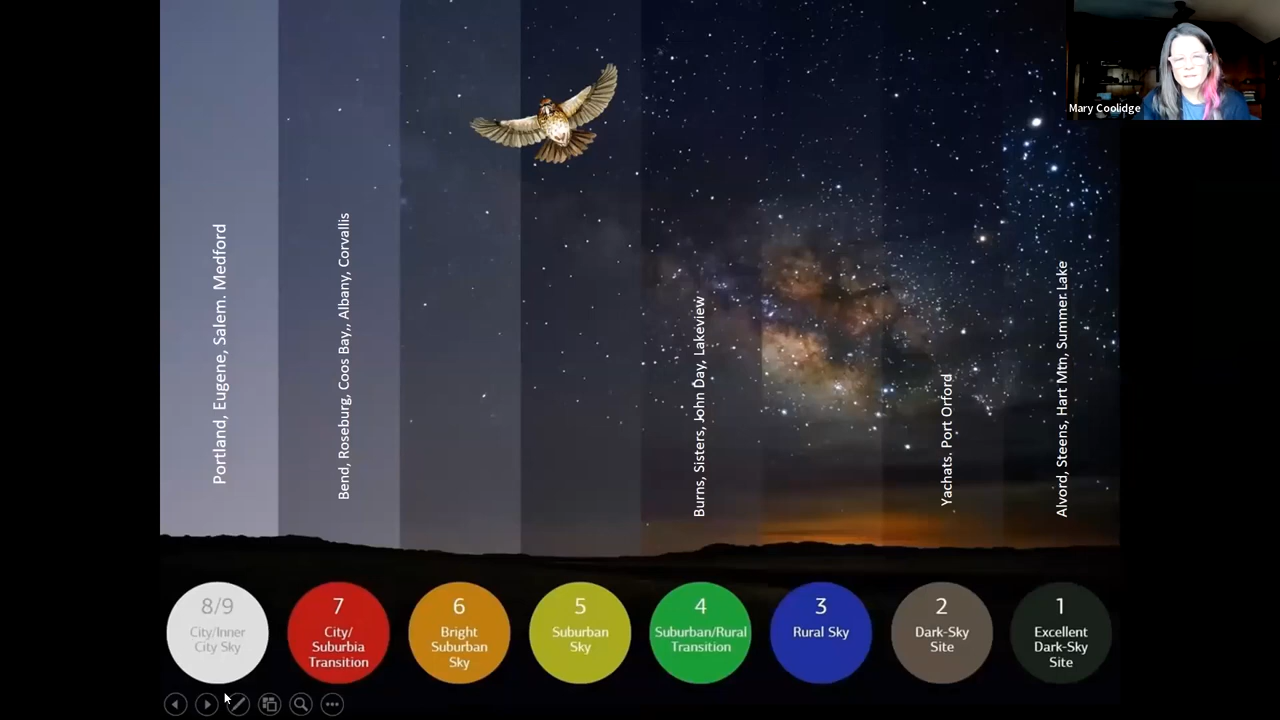 Mary Coolidge
Portland, Eugene, Salem. Medford
Bend, Roseburg, Coos Bay,, Albany, Corvallis
Burns, Sisters, John Day, Lakeview
Yachats. Port Orford
Alvord, Steens, Hart Mtn, Summer Lake
8/9
City/Inner
City Sky
7
City/
Suburbia
Transition
6
Bright
Suburban
Sky
5
Suburban
Sky
4
Suburban/Rural
Transition
3
Rural Sky
2
Dark-Sky
Site
1
Excellent
Dark-Sky
Site